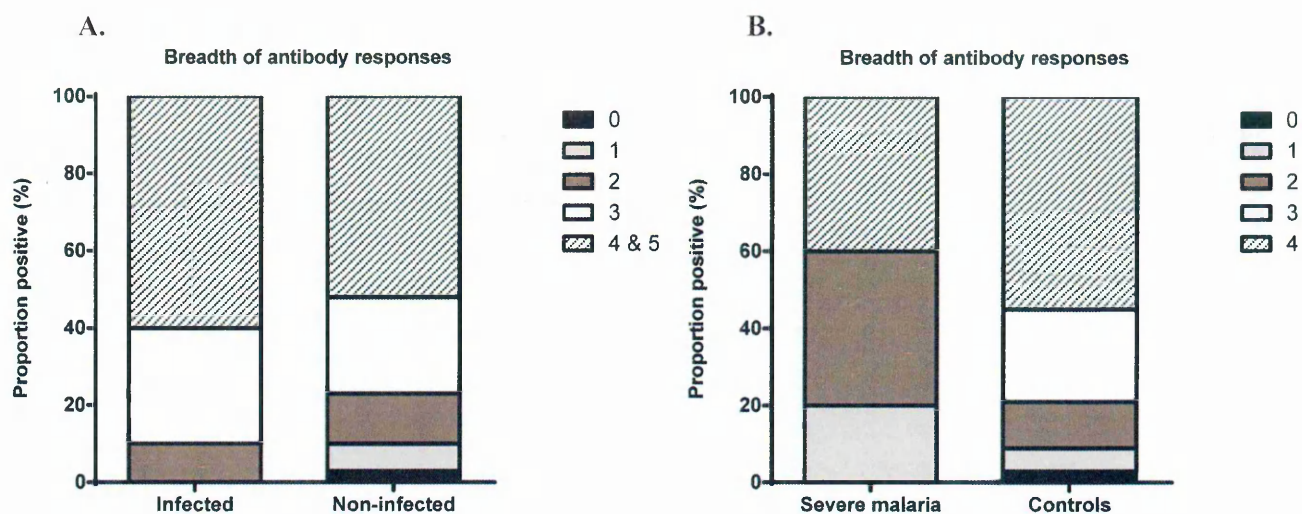 A.
Breadth of antibody responses
Proportion positive (%)
100
80
60
40
20
0
Infected
Non-infected
0
1
2
3
4 & 5
B.
Breadth of antibody responses
Proportion positive (%)
100
80
60
40
20
0
Severe malaria
Controls
0
1
2
3
4